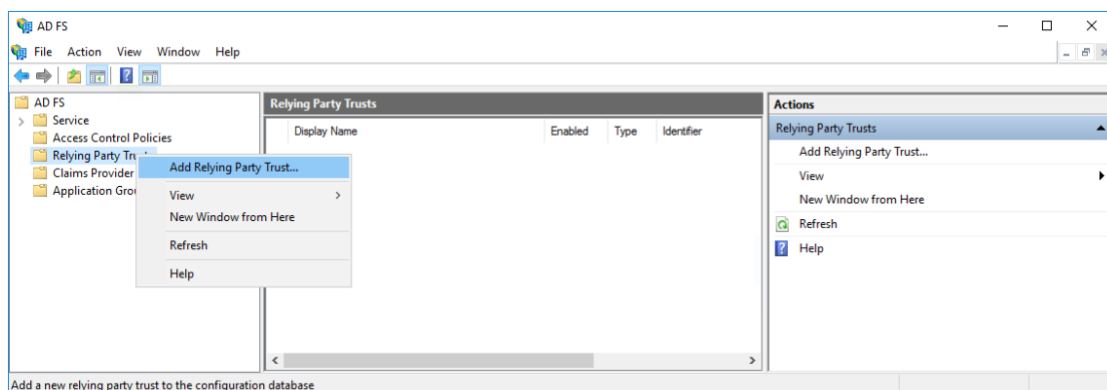 AD FS
File Action View Window Help
AD FS
Service
Access Control Policies
Relying Party
Claims Provider
Application
Add Relying Party Trust...
View
New Window from Here
Refresh
Help
Relying Party Trusts
Display Name Enabled Type Identifier
Actions
Relying Party Trusts
Add Relying Party Trust...
View
New Window from Here
Refresh
Help
Add a new relying party trust to the configuration database